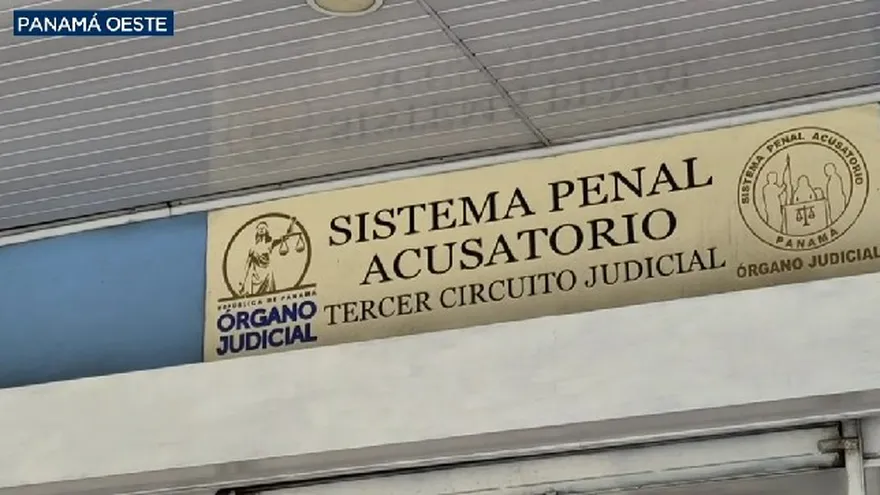 PANAMÁ OESTE
SISTEMA PENAL
ACUSATORIO
TERCER CIRCUITO JUDICIAL
REPÚBLICA DE PANAMÁ
ÓRGANO
JUDICIAL
SISTEMA PENAL ACUSATORIO
PANAMÁ
ÓRGANO JUDICIAL